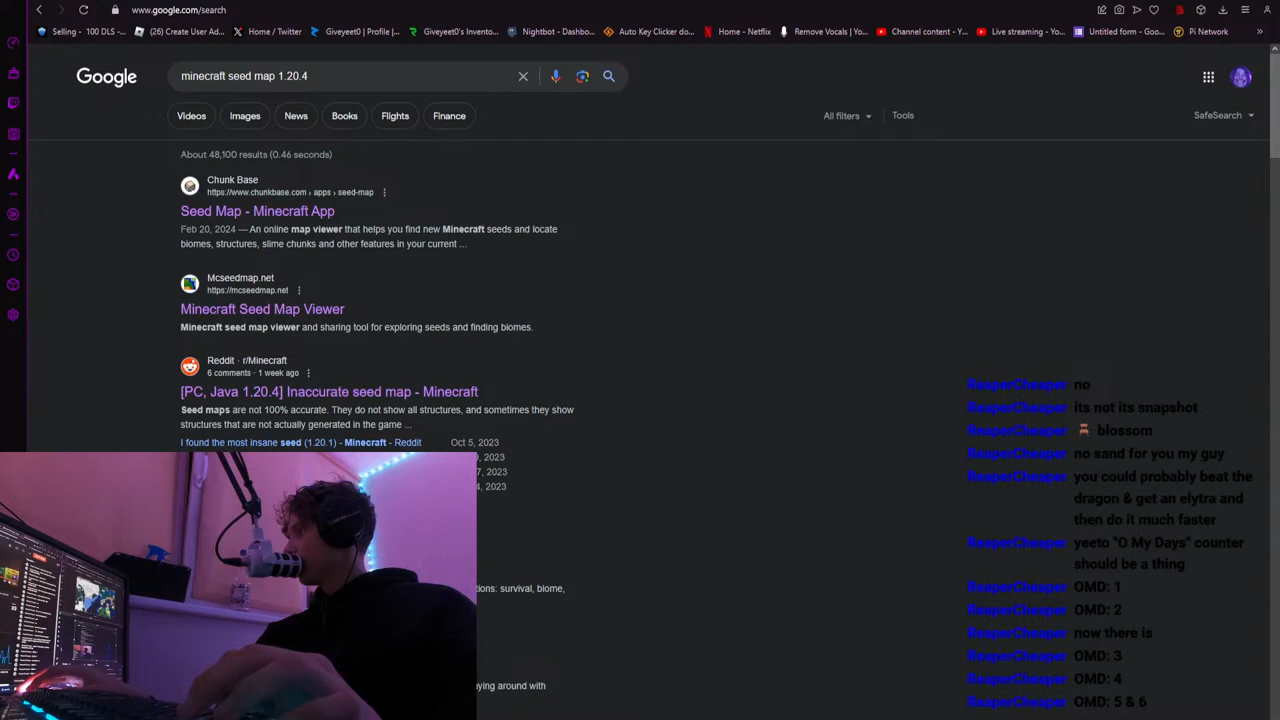 www.google.com/search
Selling - 100 DLS -...
(26) Create User Ad...
Home / Twitter
Giveyeet0 | Profile |...
Giveyeet0's Invento...
Nightbot - Dashbo...
Auto Key Clicker do...
Home - Netflix
Remove Vocals | V...
Channel content - Y...
Live streaming - Yo...
Untitled form - Goo...
Pi Network
Google
minecraft seed map 1.20.4
Videos
Images
News
Books
Flights
Finance
All filters
Tools
SafeSearch
About 48,100 results (0.46 seconds)
Chunk Base
https://www.chunkbase.com › apps › seed-map
Seed Map - Minecraft App
Feb 20, 2024 — An online map viewer that helps you find new Minecraft seeds and locate
biomes, structures, slime chunks and other features in your current ...
Mcseedmap.net
https://mcseedmap.net
Minecraft Seed Map Viewer
Minecraft seed map viewer and sharing tool for exploring seeds and finding biomes.
Reddit · r/Minecraft
6 comments · 1 week ago
[PC, Java 1.20.4] Inaccurate seed map - Minecraft
Seed maps are not 100% accurate. They do not show all structures, and sometimes they show
structures that are not actually generated in the game ...
I found the most insane seed (1.20.1) - Minecraft - Reddit
Oct 5, 2023
9, 2023
7, 2023
4, 2023
tions: survival, biome,
aying around with
ReaperCheaper no
ReaperCheaper its not its snapshot
ReaperCheaper blossom
ReaperCheaper no sand for you my guy
ReaperCheaper you could probably beat the
dragon & get an elytra and
then do it much faster
ReaperCheaper yeeto "O My Days" counter
should be a thing
ReaperCheaper OMD: 1
ReaperCheaper OMD: 2
ReaperCheaper now there is
ReaperCheaper OMD: 3
ReaperCheaper OMD: 4
ReaperCheaper OMD: 5 & 6